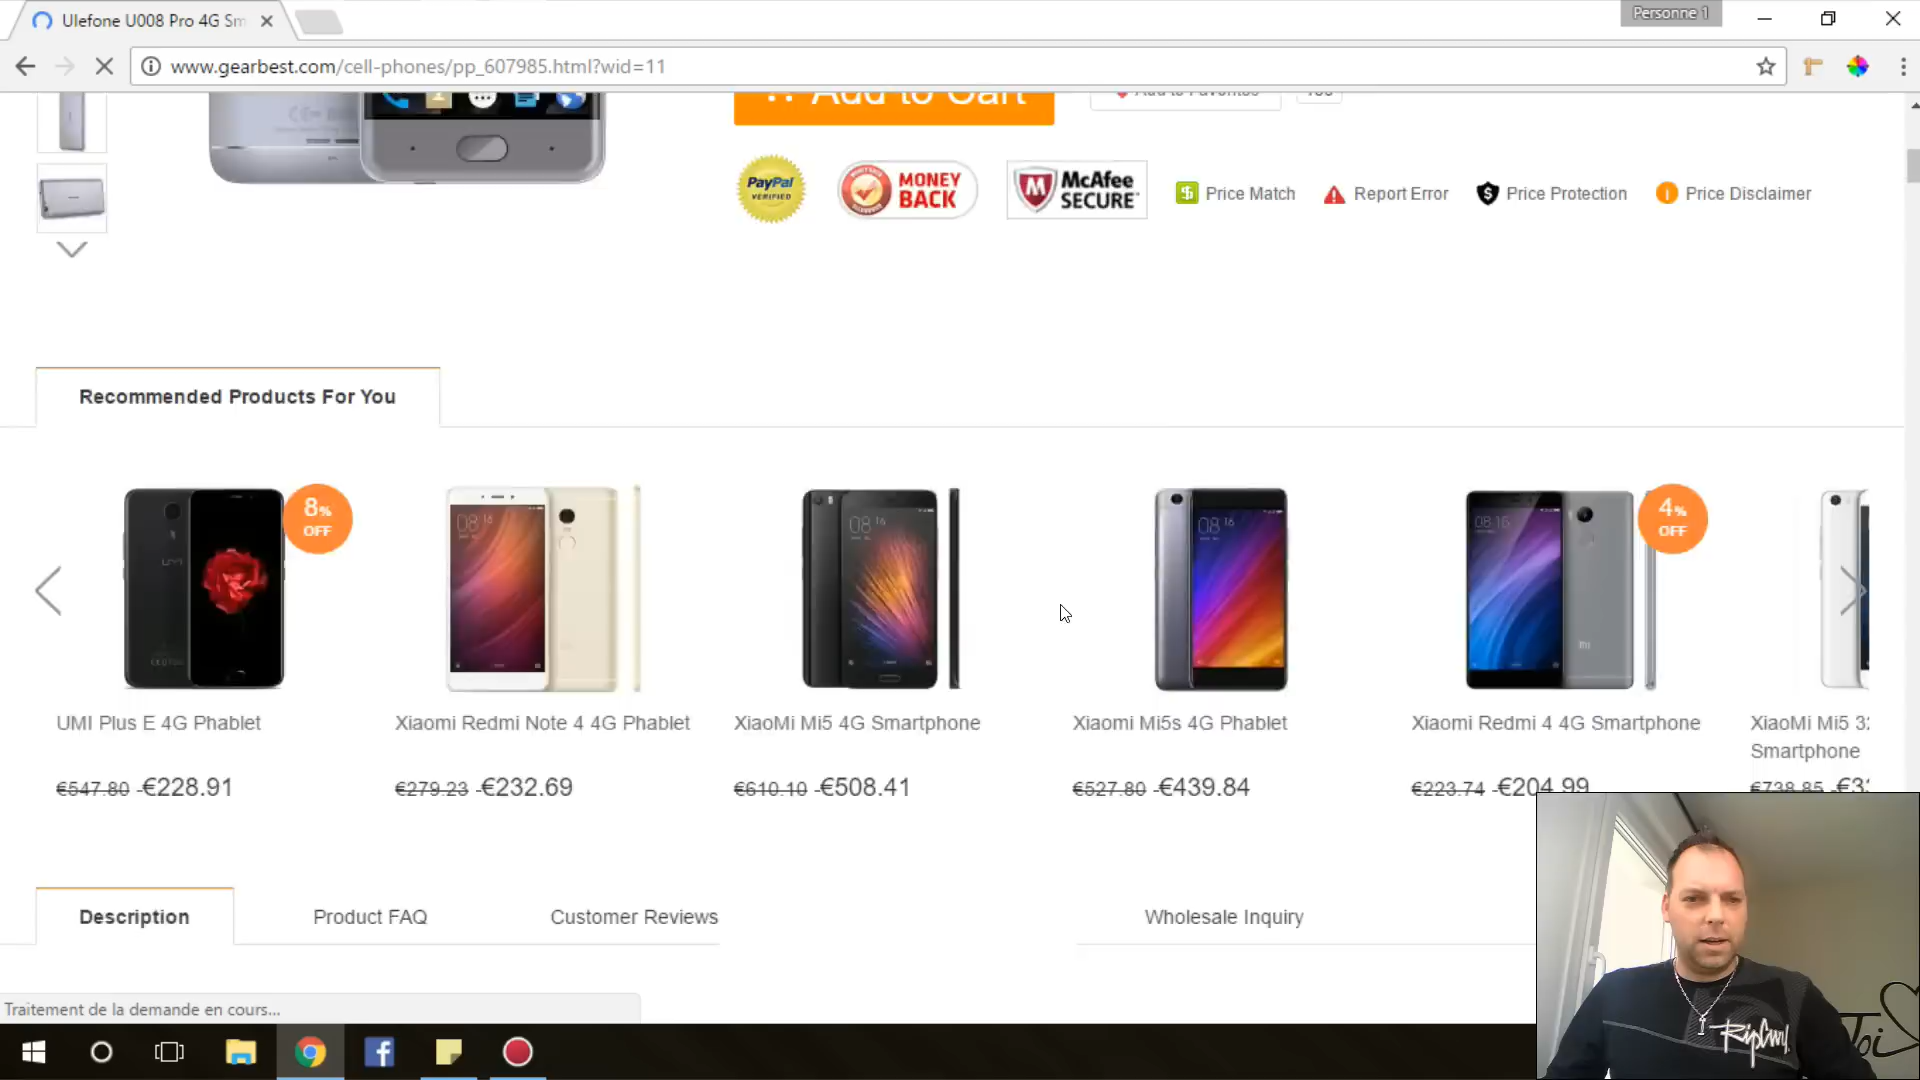 Ulefone U008 Pro 4G Sm
Personne 1
www.gearbest.com/cell-phones/pp_607985.html?wid=11
Add to Cart
Add to Favorites
PayPal
VERIFIED
MONEY
BACK
McAfee
SECURE
Price Match
Report Error
Price Protection
Price Disclaimer
Recommended Products For You
8%
OFF
4%
OFF
UMI Plus E 4G Phablet
Xiaomi Redmi Note 4 4G Phablet
XiaoMi Mi5 4G Smartphone
Xiaomi Mi5s 4G Phablet
Xiaomi Redmi 4 4G Smartphone
XiaoMi Mi5 32
Smartphone
€547.80 -€228.91
€279.23 -€232.69
€610.10 -€508.41
€527.80 -€439.84
€223.74 -€204.99
€738.85 -€3
Description
Product FAQ
Customer Reviews
Wholesale Inquiry
Traitement de la demande en cours...
Rip Curl
Toi